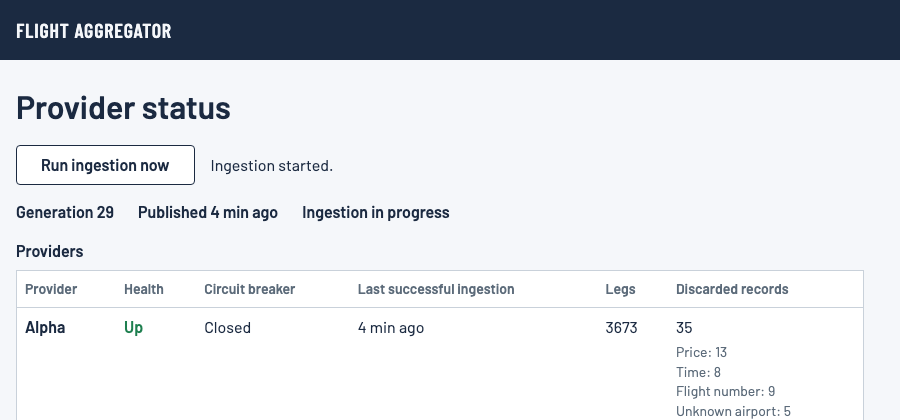 FLIGHT AGGREGATOR
Provider status
Run ingestion now Ingestion started.
Generation 29 Published 4 min ago Ingestion in progress
Providers
Provider Health Circuit breaker Last successful ingestion Legs Discarded records
Alpha Up Closed 4 min ago 3673 35
Price: 13
Time: 8
Flight number: 9
Unknown airport: 5